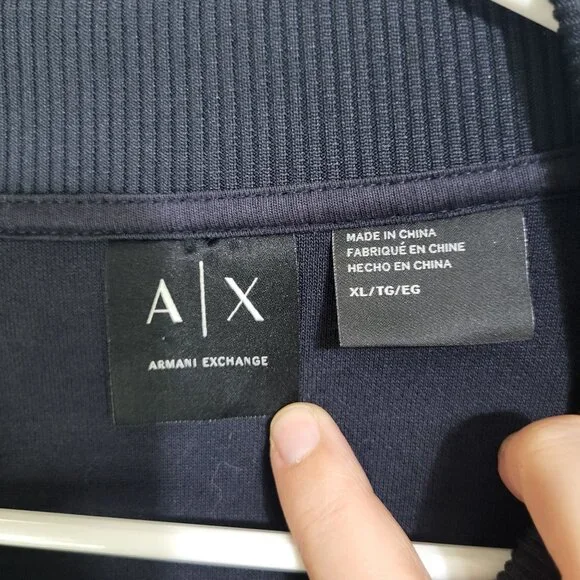 A|X
ARMANI EXCHANGE
MADE IN CHINA
FABRIQUÉ EN CHINE
HECHO EN CHINA
XL/TG/EG